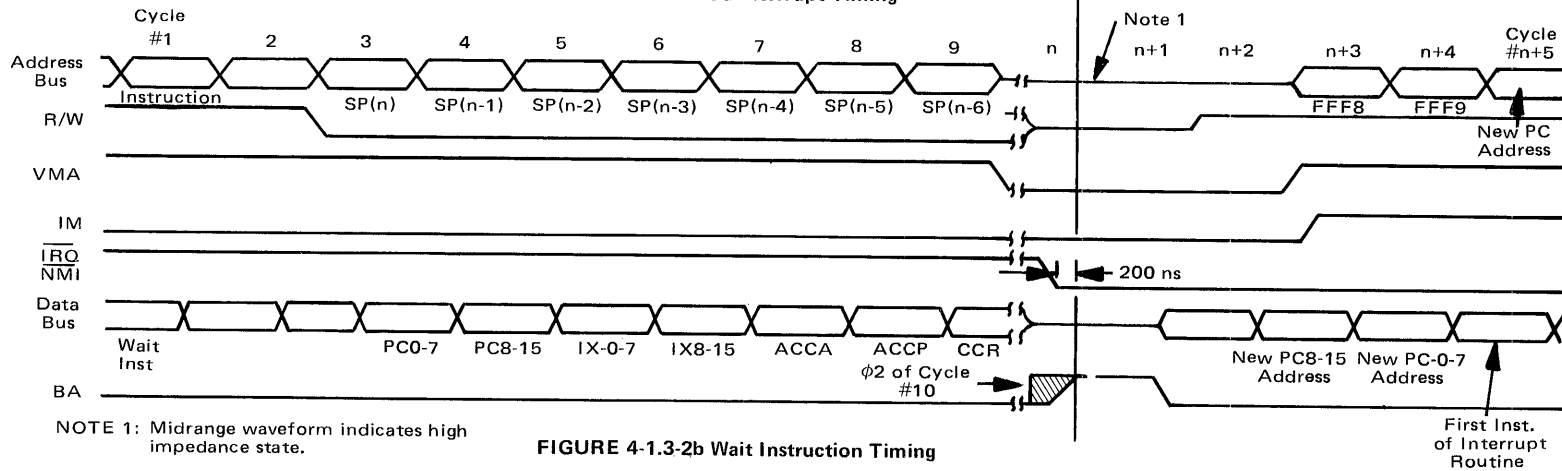 Interrupt Timing
Cycle
#1 2 3 4 5 6 7 8 9 n n+1 n+2 n+3 n+4 Cycle
#n+5
Note 1
Address
Bus
Instruction SP(n) SP(n-1) SP(n-2) SP(n-3) SP(n-4) SP(n-5) SP(n-6) FFF8 FFF9
New PC
Address
R/W
VMA
IM
IRQ
NMI
200 ns
Data
Bus
Wait
Inst
PC0-7 PC8-15 IX-0-7 IX8-15 ACCA ACCP CCR
New PC8-15
Address
New PC-0-7
Address
φ2 of Cycle
#10
BA
First Inst.
of Interrupt
Routine
NOTE 1: Midrange waveform indicates high
impedance state.
FIGURE 4-1.3-2b Wait Instruction Timing